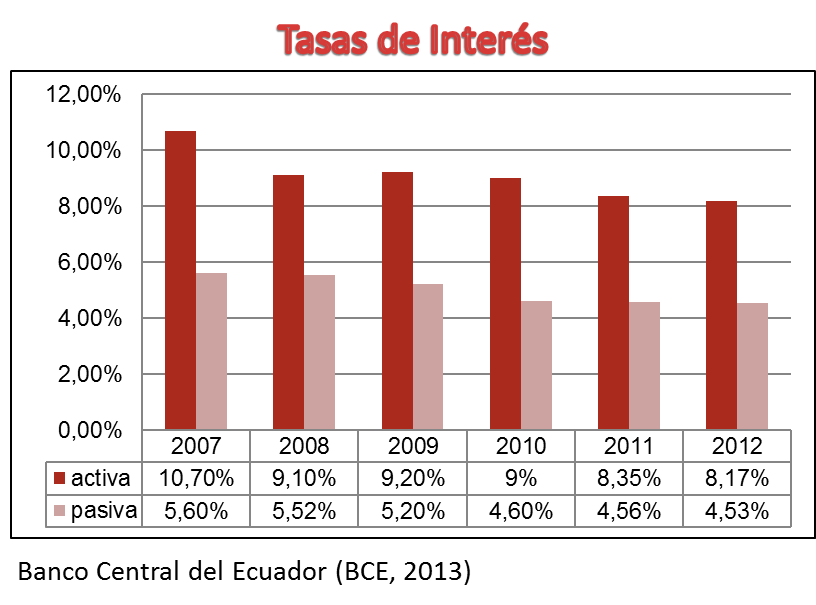 Tasas de Interés
12,00%
10,00%
8,00%
6,00%
4,00%
2,00%
0,00%
2007 2008 2009 2010 2011 2012
activa 10,70% 9,10% 9,20% 9% 8,35% 8,17%
pasiva 5,60% 5,52% 5,20% 4,60% 4,56% 4,53%
Banco Central del Ecuador (BCE, 2013)